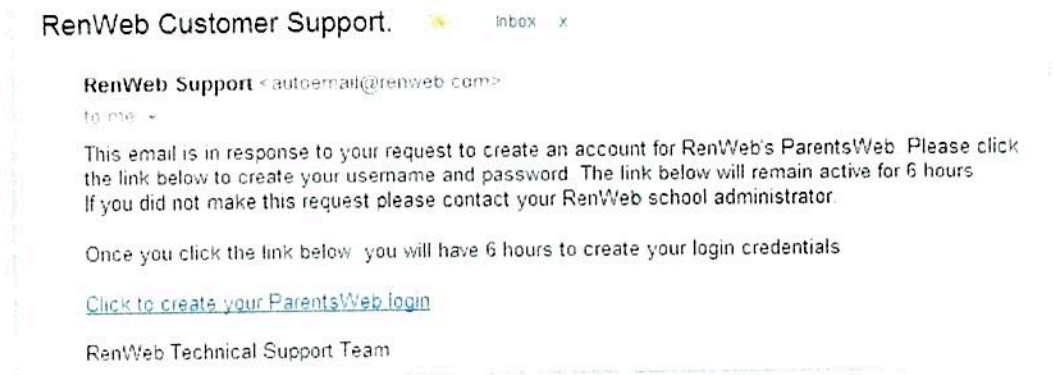 RenWeb Customer Support. Inbox x
RenWeb Support <autoemail@renweb.com>
to me
This email is in response to your request to create an account for RenWeb's ParentsWeb Please click
the link below to create your username and password The link below will remain active for 6 hours
If you did not make this request please contact your RenWeb school administrator.
Once you click the link below you will have 6 hours to create your login credentials
Click to create your ParentsWeb login
RenWeb Technical Support Team